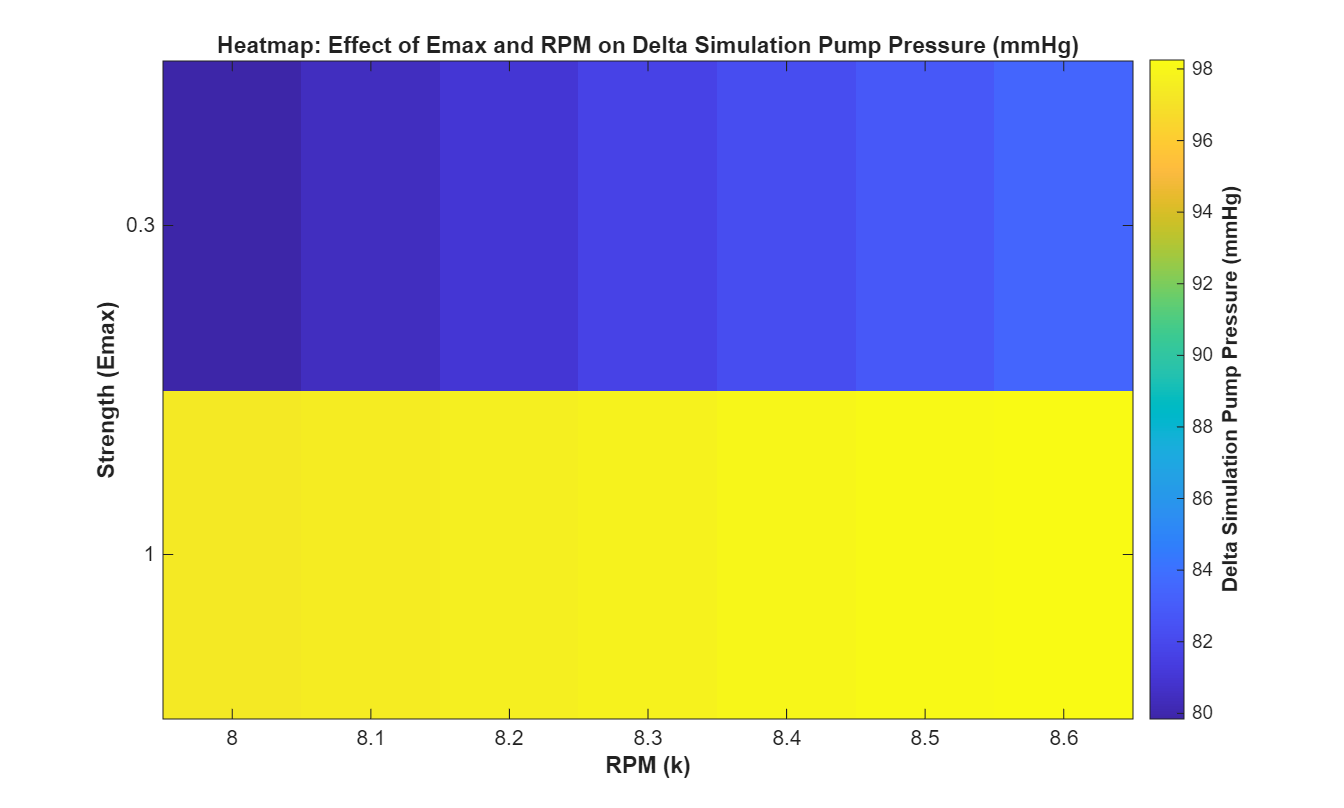 Heatmap: Effect of Emax and RPM on Delta Simulation Pump Pressure (mmHg)
0.3
1
Strength (Emax)
8 8.1 8.2 8.3 8.4 8.5 8.6
RPM (k)
98
96
94
92
90
88
86
84
82
80
Delta Simulation Pump Pressure (mmHg)